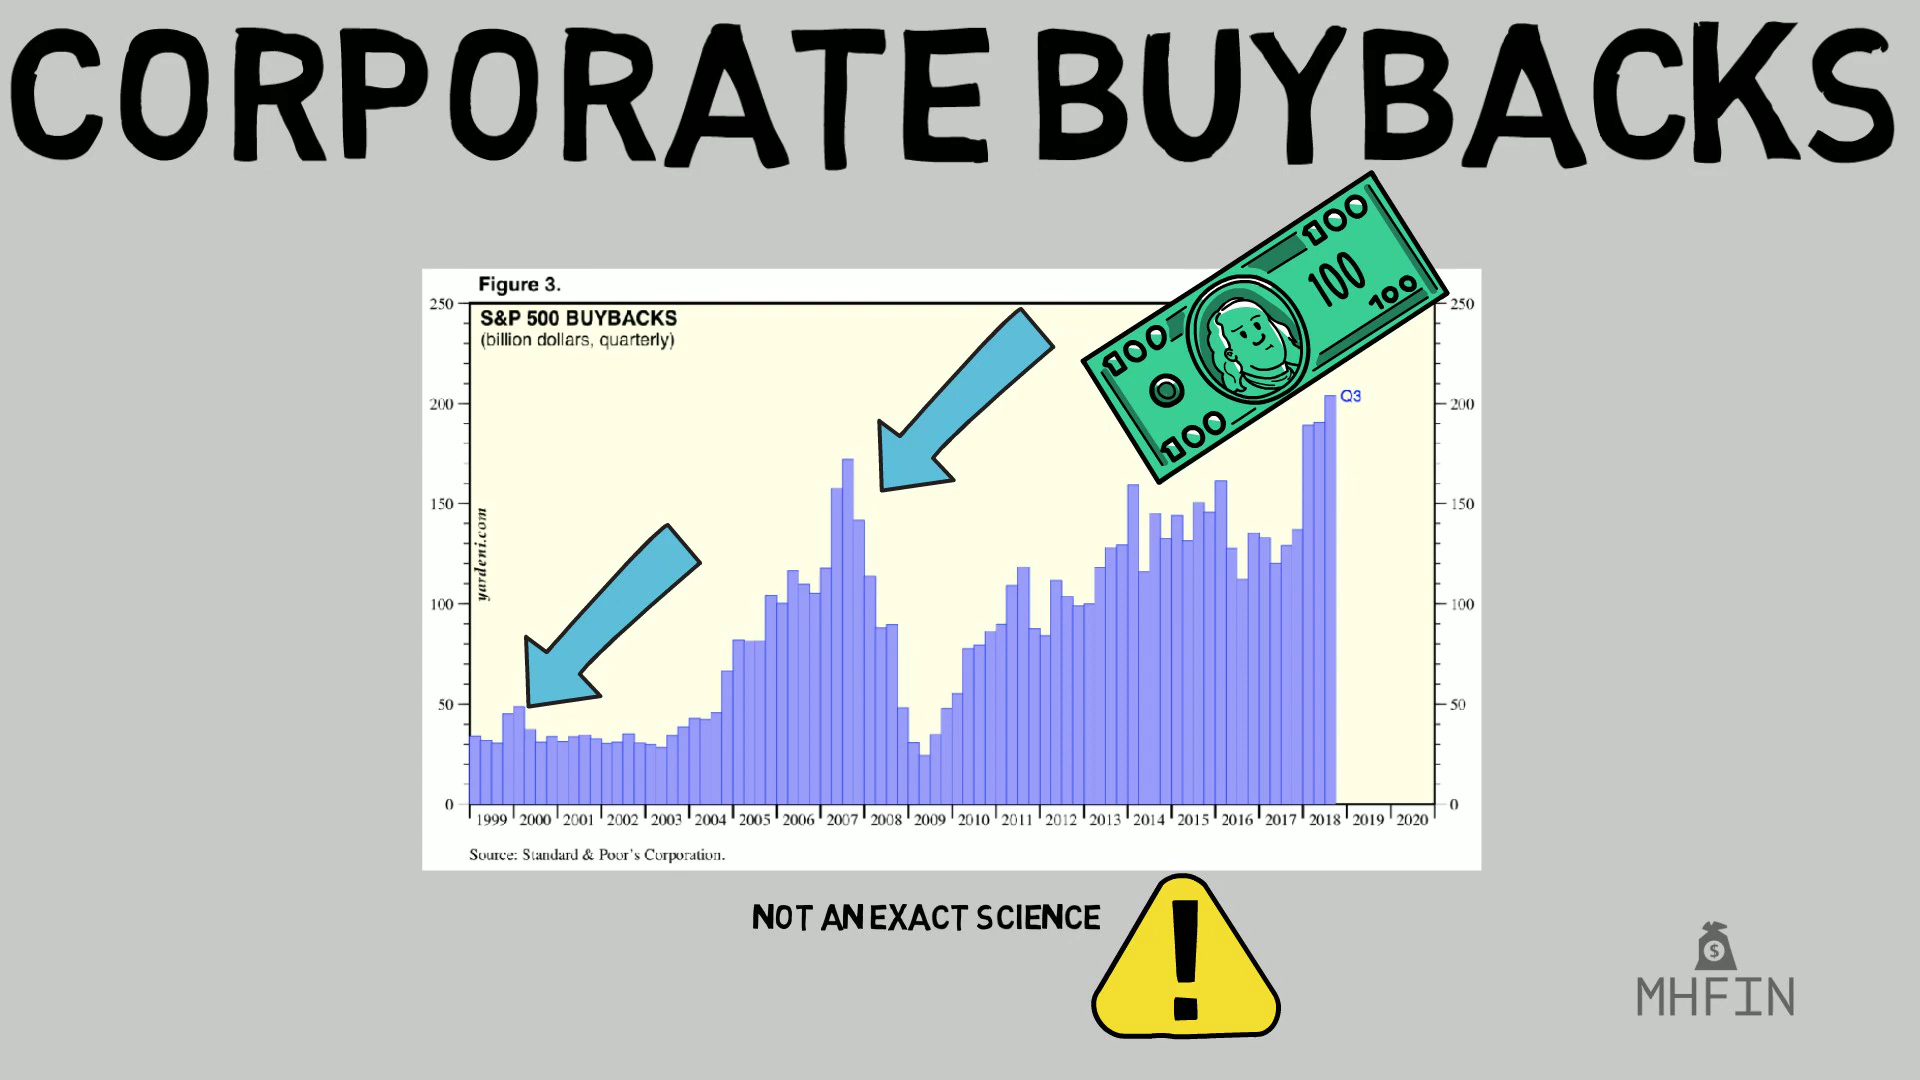 CORPORATE BUYBACKS
Figure 3.
S&P 500 BUYBACKS
(billion dollars, quarterly)
250
200
150
100
50
0
yardeni.com
100
100
100
100
100
Q3
250
200
150
100
50
0
1999 2000 2001 2002 2003 2004 2005 2006 2007 2008 2009 2010 2011 2012 2013 2014 2015 2016 2017 2018 2019 2020
Source: Standard & Poor's Corporation.
NOT AN EXACT SCIENCE
!
$
MHFIN